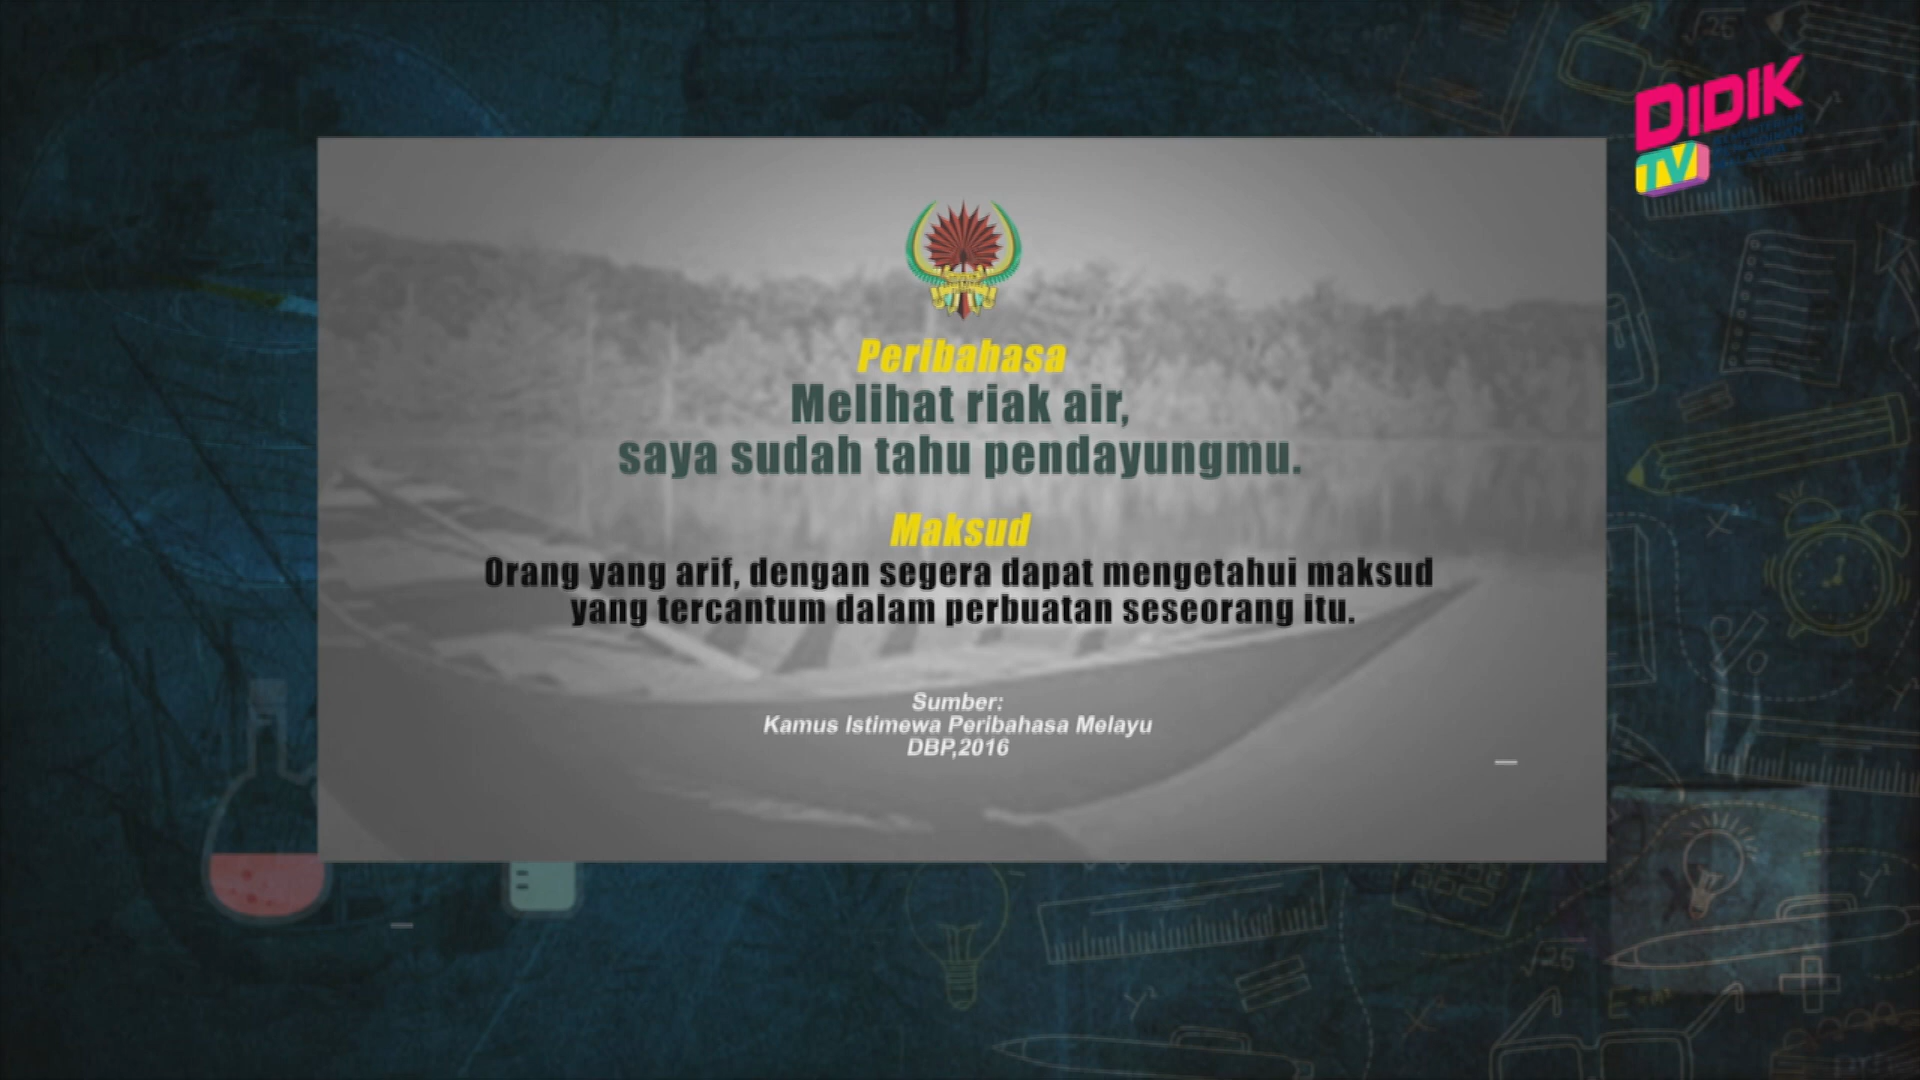 DIDIK
TV
Peribahasa
Melihat riak air,
saya sudah tahu pendayungmu.
Maksud
Orang yang arif, dengan segera dapat mengetahui maksud
yang tercantum dalam perbuatan seseorang itu.
Sumber:
Kamus Istimewa Peribahasa Melayu
DBP,2016